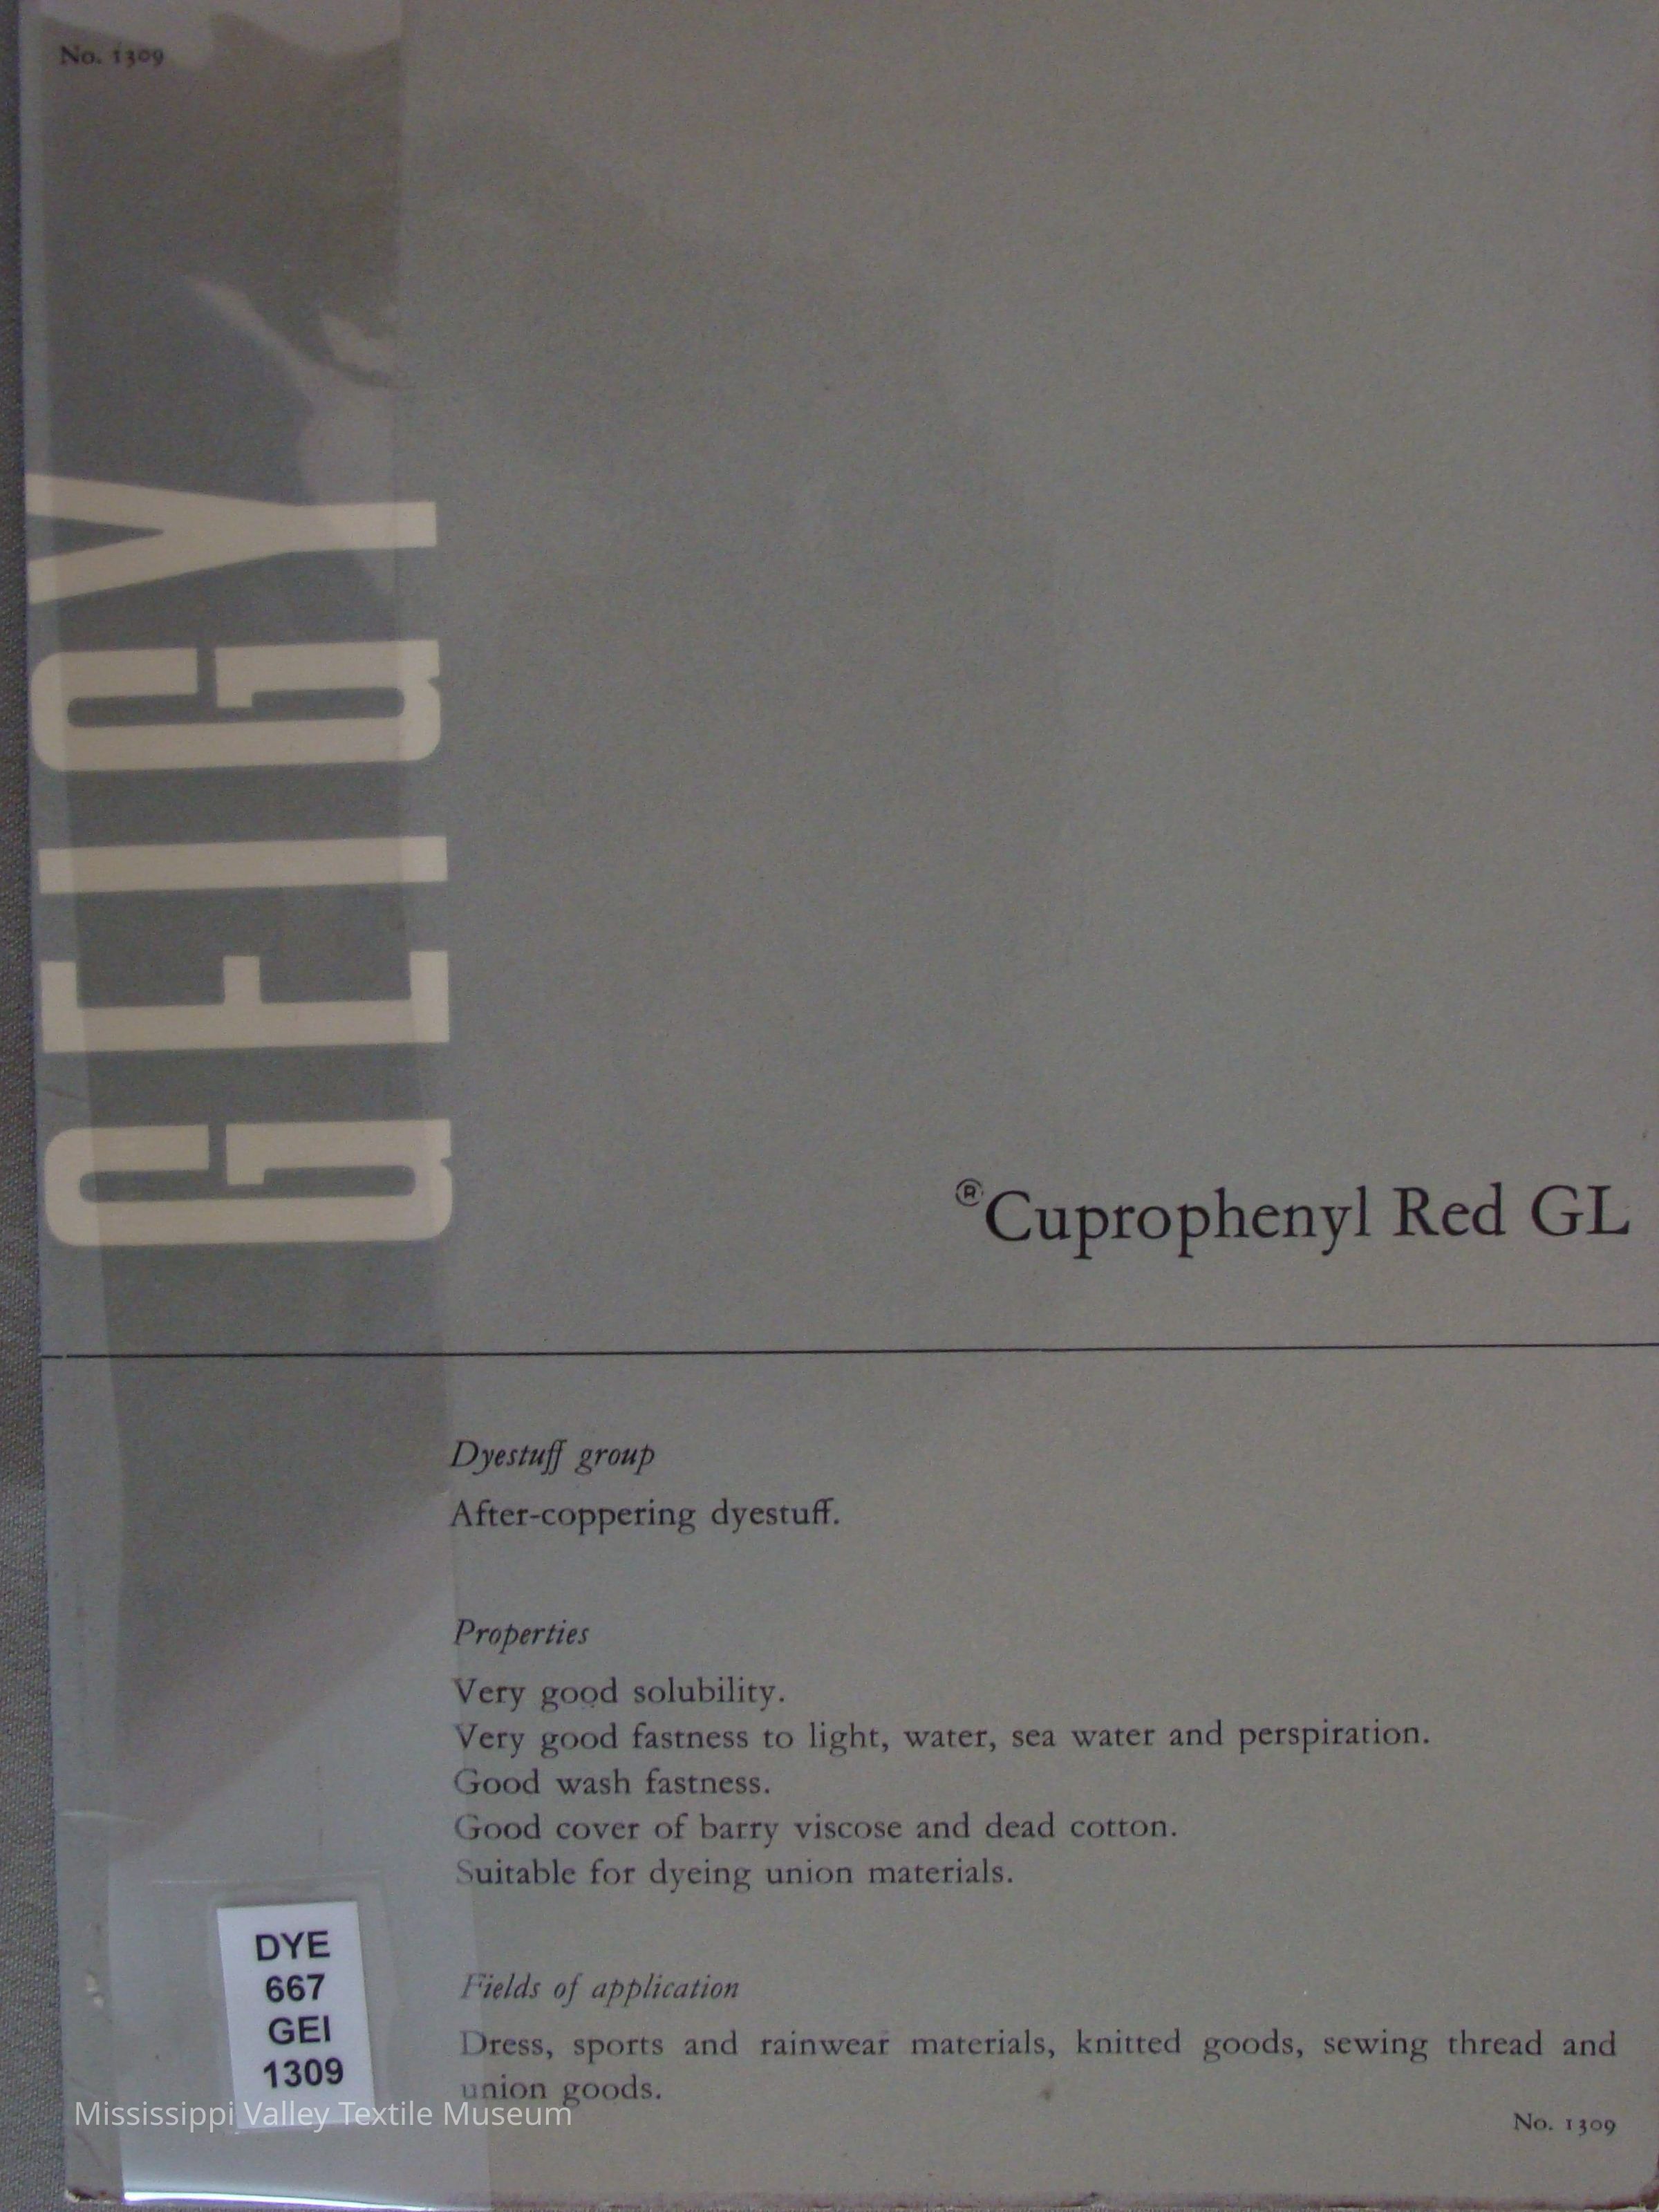 No. 1309
GEIGY
®Cuprophenyl Red GL
Dyestuff group
After-coppering dyestuff.
Properties
Very good solubility.
Very good fastness to light, water, sea water and perspiration.
Good wash fastness.
Good cover of barry viscose and dead cotton.
Suitable for dyeing union materials.
Fields of application
Dress, sports and rainwear materials, knitted goods, sewing thread and
union goods.
No. 1309
DYE
667
GEI
1309
Mississippi Valley Textile Museum